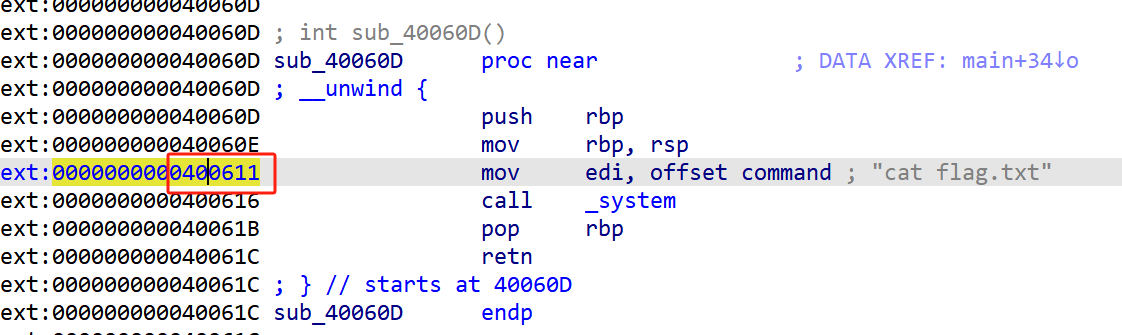 ext:000000000040060D
ext:000000000040060D ; int sub_40060D()
ext:000000000040060D sub_40060D proc near ; DATA XREF: main+34↓o
ext:000000000040060D ; __unwind {
ext:000000000040060D push rbp
ext:000000000040060E mov rbp, rsp
ext:0000000000400611 mov edi, offset command ; "cat flag.txt"
ext:0000000000400616 call _system
ext:000000000040061B pop rbp
ext:000000000040061C retn
ext:000000000040061C ; } // starts at 40060D
ext:000000000040061C sub_40060D endp